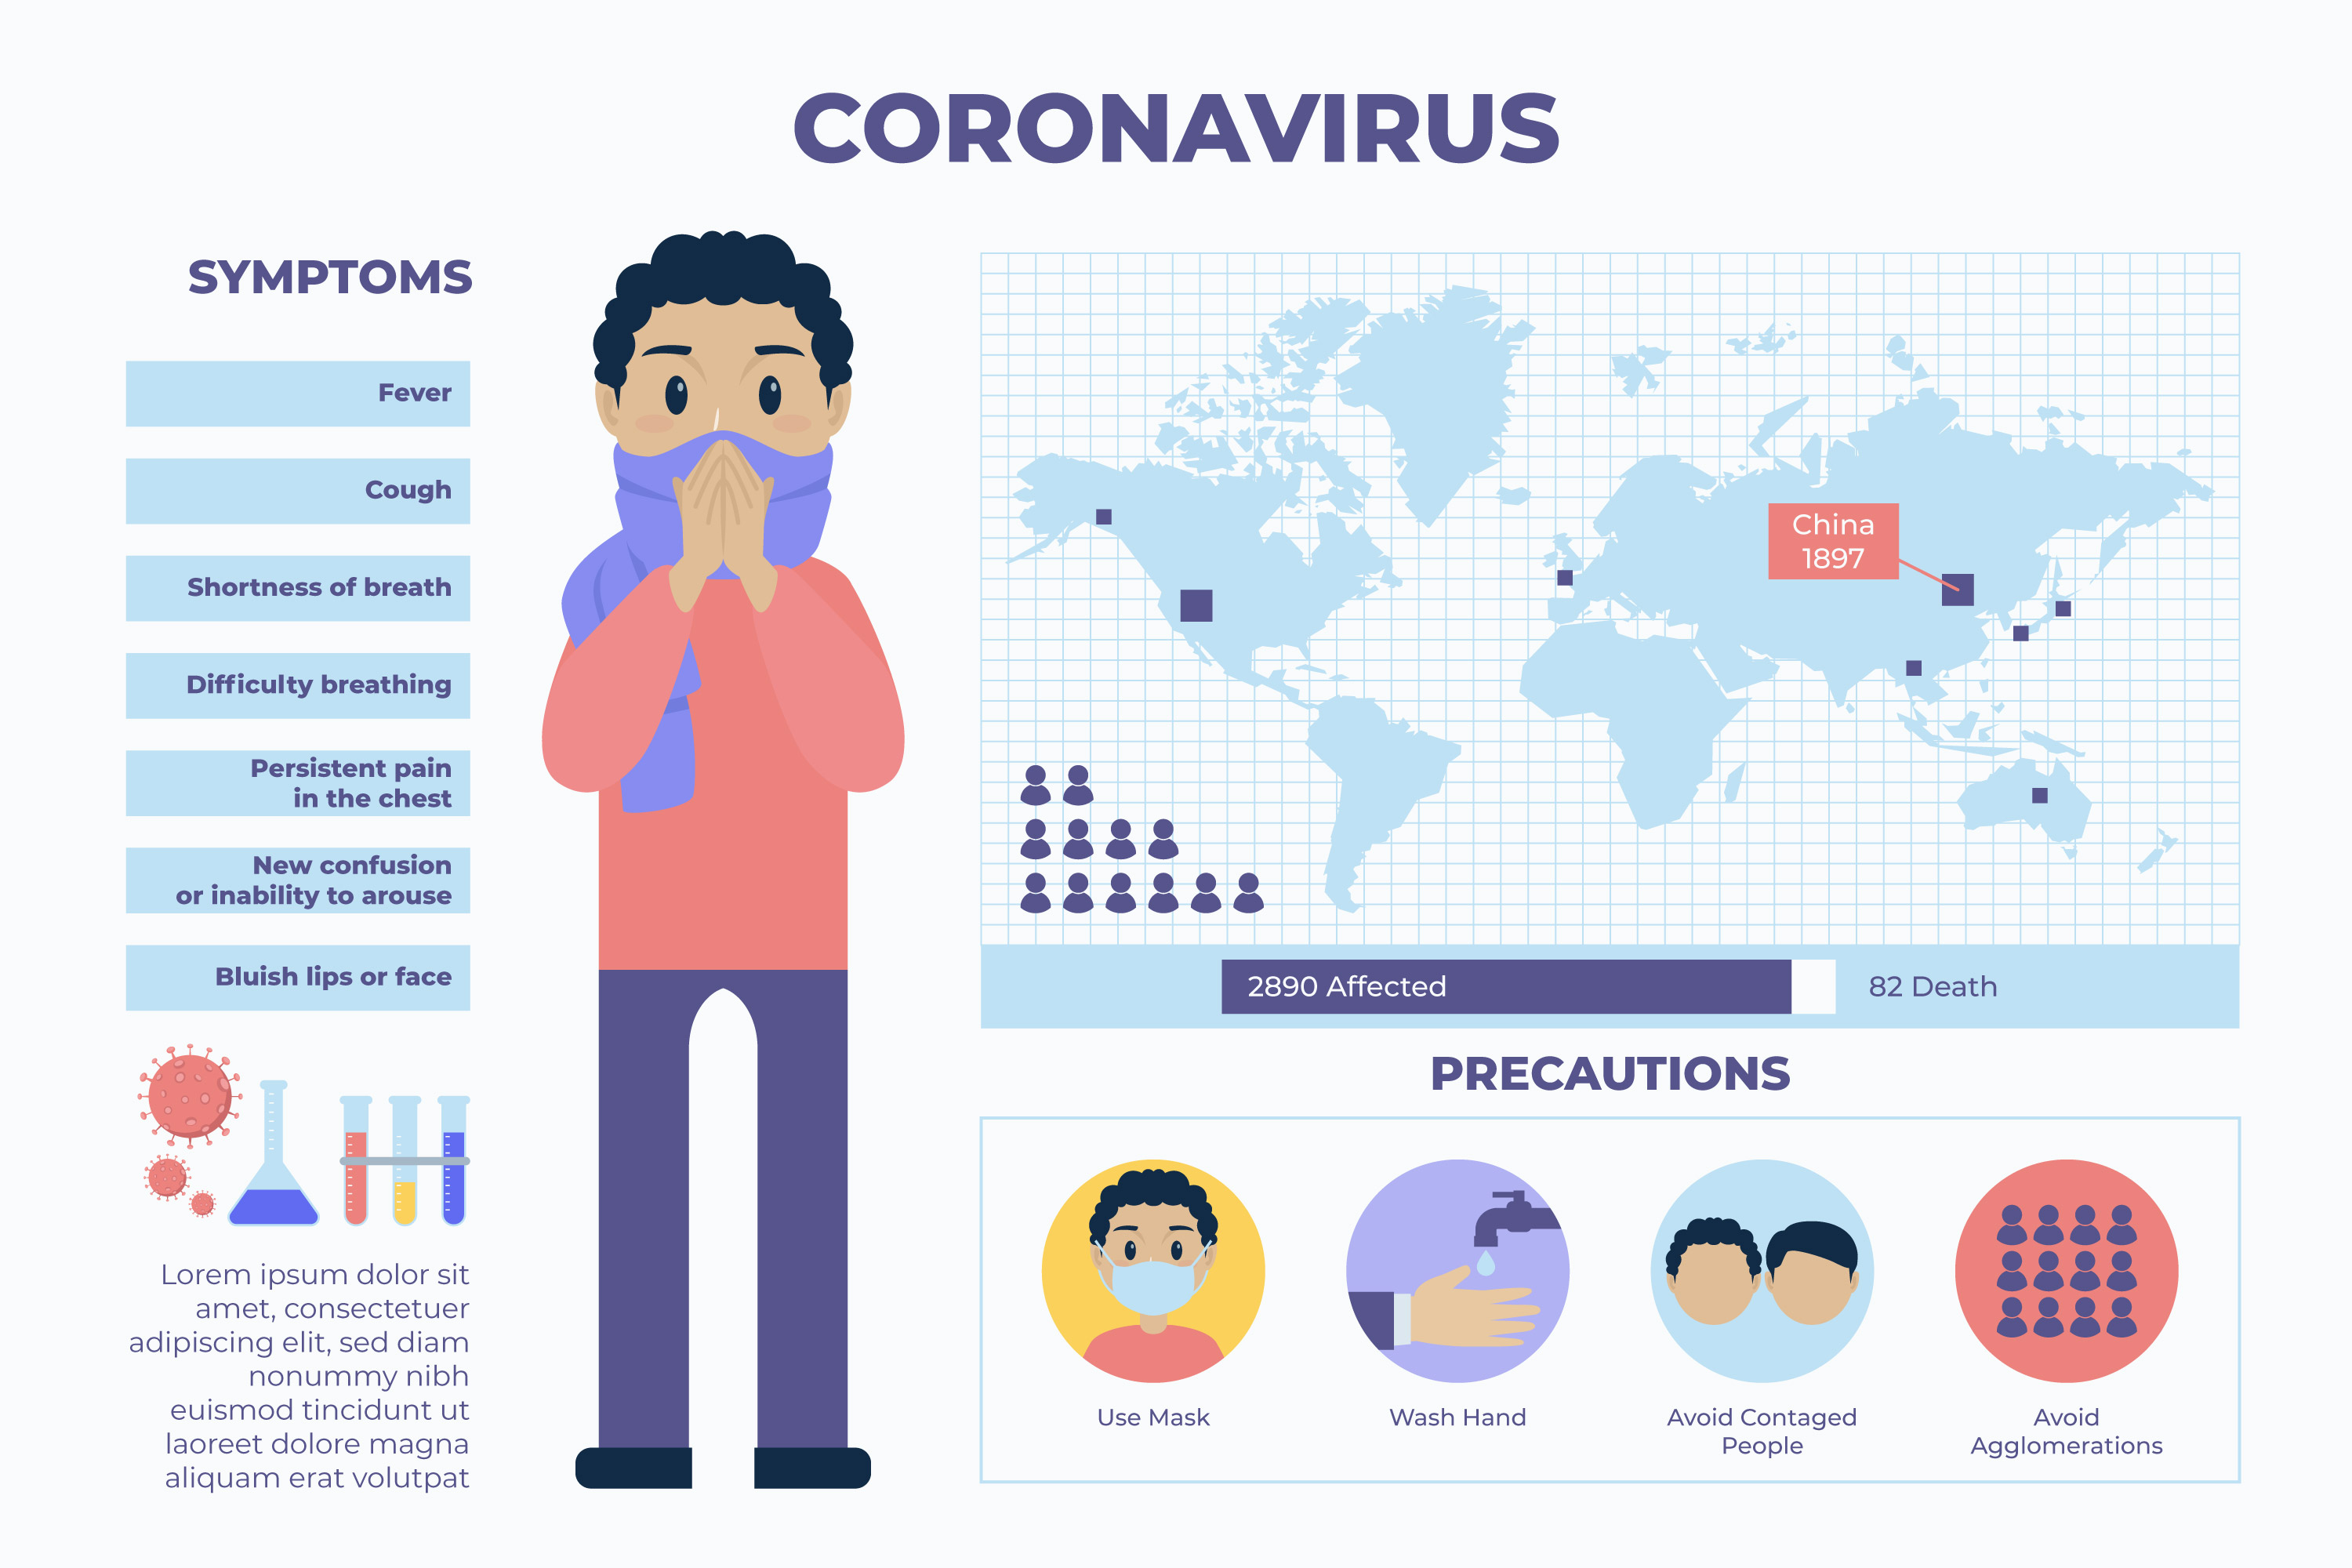 CORONAVIRUS
SYMPTOMS
Fever
Cough
Shortness of breath
Difficulty breathing
Persistent pain
in the chest
New confusion
or inability to arouse
Bluish lips or face
Lorem ipsum dolor sit
amet, consectetuer
adipiscing elit, sed diam
nonummy nibh
euismod tincidunt ut
laoreet dolore magna
aliquam erat volutpat
China
1897
2890 Affected
82 Death
PRECAUTIONS
Use Mask
Wash Hand
Avoid Contaged
People
Avoid
Agglomerations